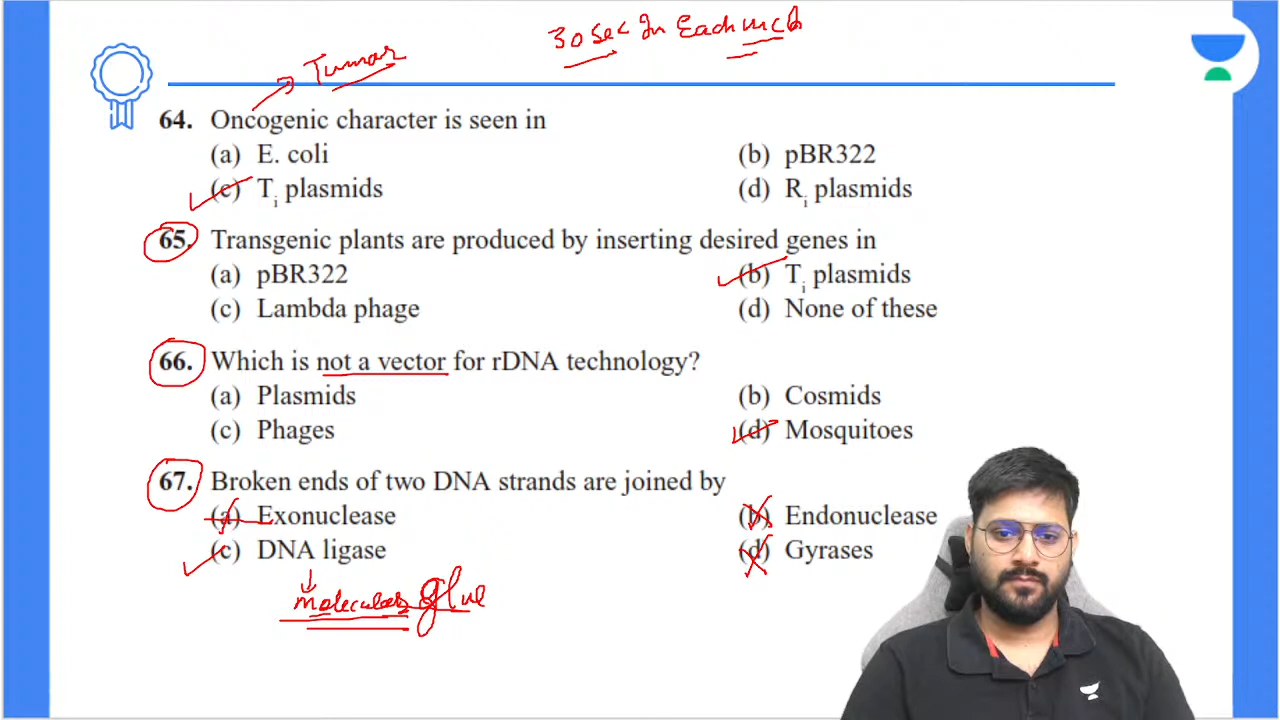 30 Sec In Each MCQ
Tumar
64. Oncogenic character is seen in
(a) E. coli
(b) pBR322
(c) Ti plasmids
(d) Ri plasmids
65. Transgenic plants are produced by inserting desired genes in
(a) pBR322
(b) Ti plasmids
(c) Lambda phage
(d) None of these
66. Which is not a vector for rDNA technology?
(a) Plasmids
(b) Cosmids
(c) Phages
(d) Mosquitoes
67. Broken ends of two DNA strands are joined by
(a) Exonuclease
(b) Endonuclease
(c) DNA ligase
(d) Gyrases
molecular glue